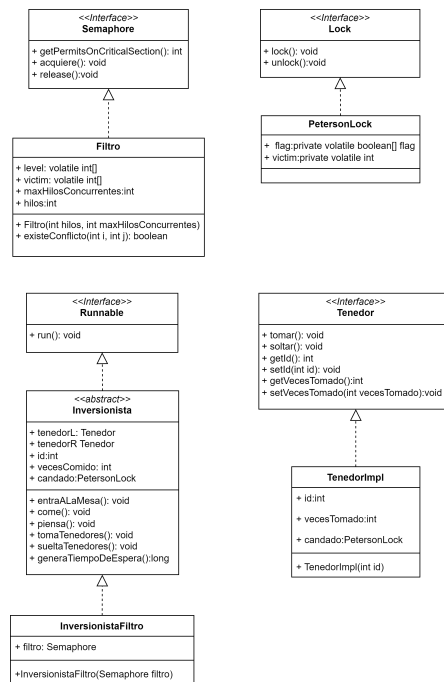 <<Interface>>
Semaphore
+ getPermitsOnCriticalSection(): int
+ acquiere(): void
+ release():void
<<Interface>>
Lock
+ lock(): void
+ unlock():void
Filtro
+ level: volatile int[]
+ victim: volatile int[]
+ maxHilosConcurrentes:int
+ hilos:int
+ Filtro(int hilos, int maxHilosConcurrentes)
+ existeConflicto(int i, int j): boolean
PetersonLock
+ flag:private volatile boolean[] flag
+ victim:private volatile int
<<Interface>>
Runnable
+ run(): void
<<Interface>>
Tenedor
+ tomar(): void
+ soltar(): void
+ getId(): int
+ setId(int id): void
+ getVecesTomado():int
+ setVecesTomado(int vecesTomado):void
<<abstract>>
Inversionista
+ tenedorL: Tenedor
+ tenedorR Tenedor
+ id:int
+ vecesComido: int
+ candado:PetersonLock
+ entraALaMesa(): void
+ come(): void
+ piensa(): void
+ tomaTenedores(): void
+ sueltaTenedores(): void
+ generaTiempoDeEspera():long
TenedorImpl
+ id:int
+ vecesTomado:int
+ candado:PetersonLock
+ TenedorImpl(int id)
InversionistaFiltro
+ filtro: Semaphore
+InversionistaFiltro(Semaphore filtro)